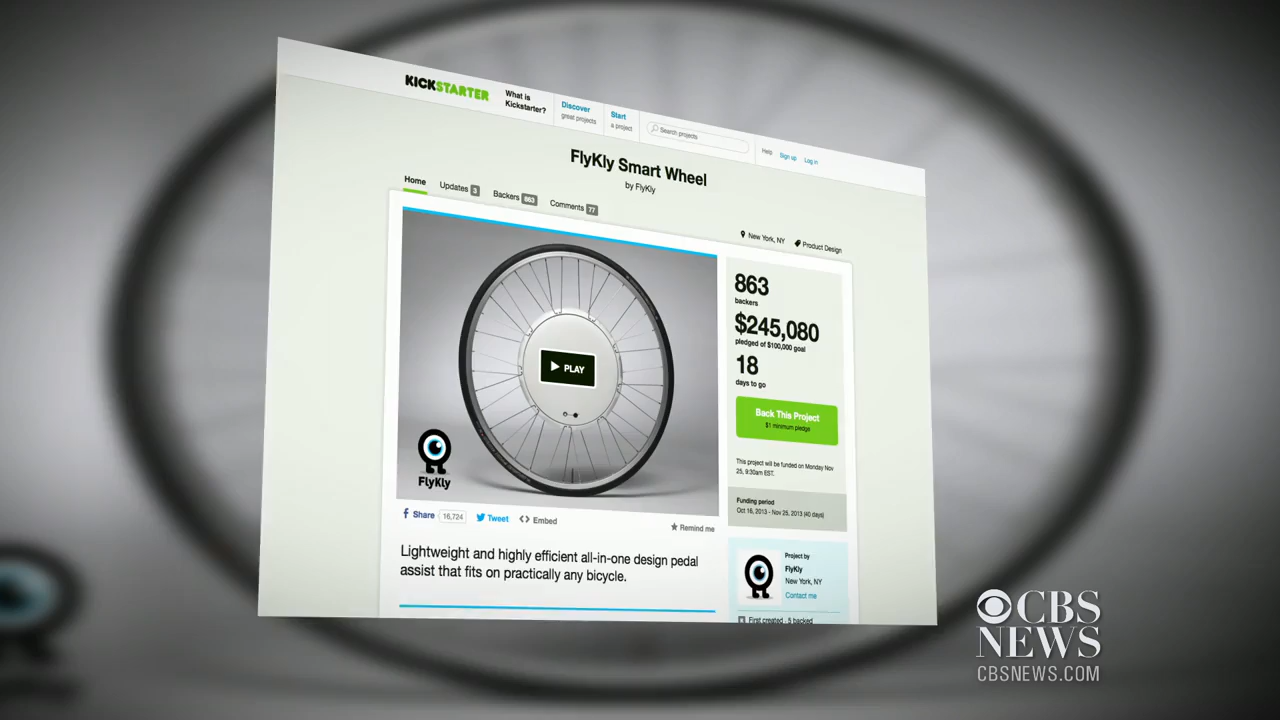 KICKSTARTER
What is
Kickstarter?
Discover
great projects
Start
a project
Search projects
Help
Sign up
Log in
FlyKly Smart Wheel
by FlyKly
Home
Updates 3
Backers 863
Comments 77
New York, NY
Product Design
PLAY
FlyKly
863
backers
$245,080
pledged of $100,000 goal
18
days to go
Back This Project
$1 minimum pledge
This project will be funded on Monday Nov
25, 9:30am EST.
Funding period
Oct 16, 2013 - Nov 25, 2013 (40 days)
Share 16,724
Tweet
Embed
Remind me
Lightweight and highly efficient all-in-one design pedal
assist that fits on practically any bicycle.
Project by
FlyKly
New York, NY
Contact me
First created · 5 backed
CBS
NEWS
CBSNEWS.COM